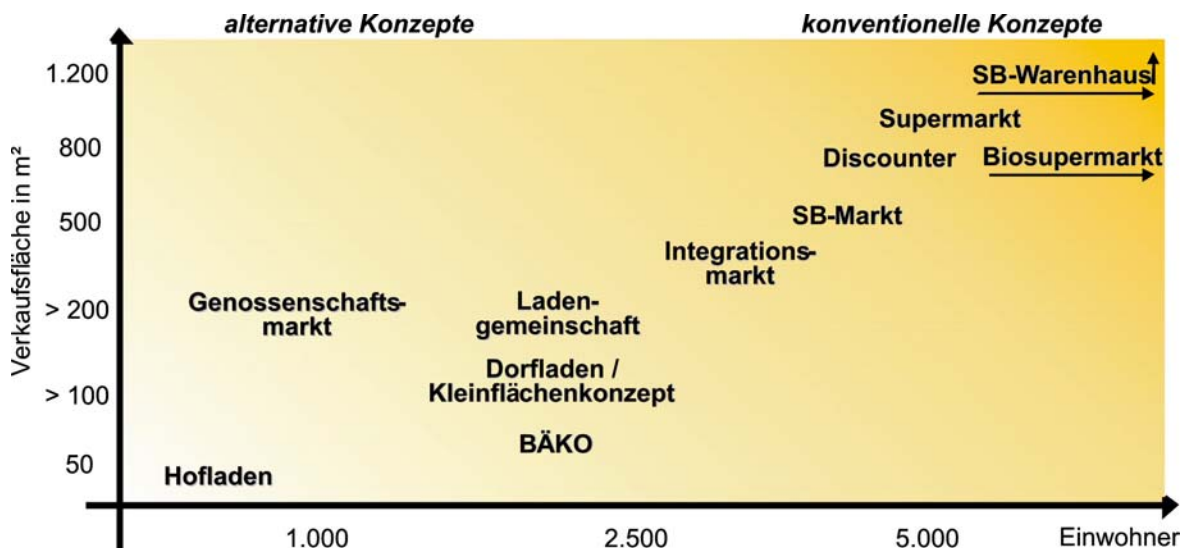 alternative Konzepte
konventionelle Konzepte
1.200
SB-Warenhaus
Supermarkt
800
Discounter
Biosupermarkt
Verkaufsfläche in m²
500
SB-Markt
Integrations-
markt
> 200
Genossenschafts-
markt
Laden-
gemeinschaft
Dorfladen /
Kleinflächenkonzept
> 100
BÄKO
50
Hofladen
1.000
2.500
5.000
Einwohner